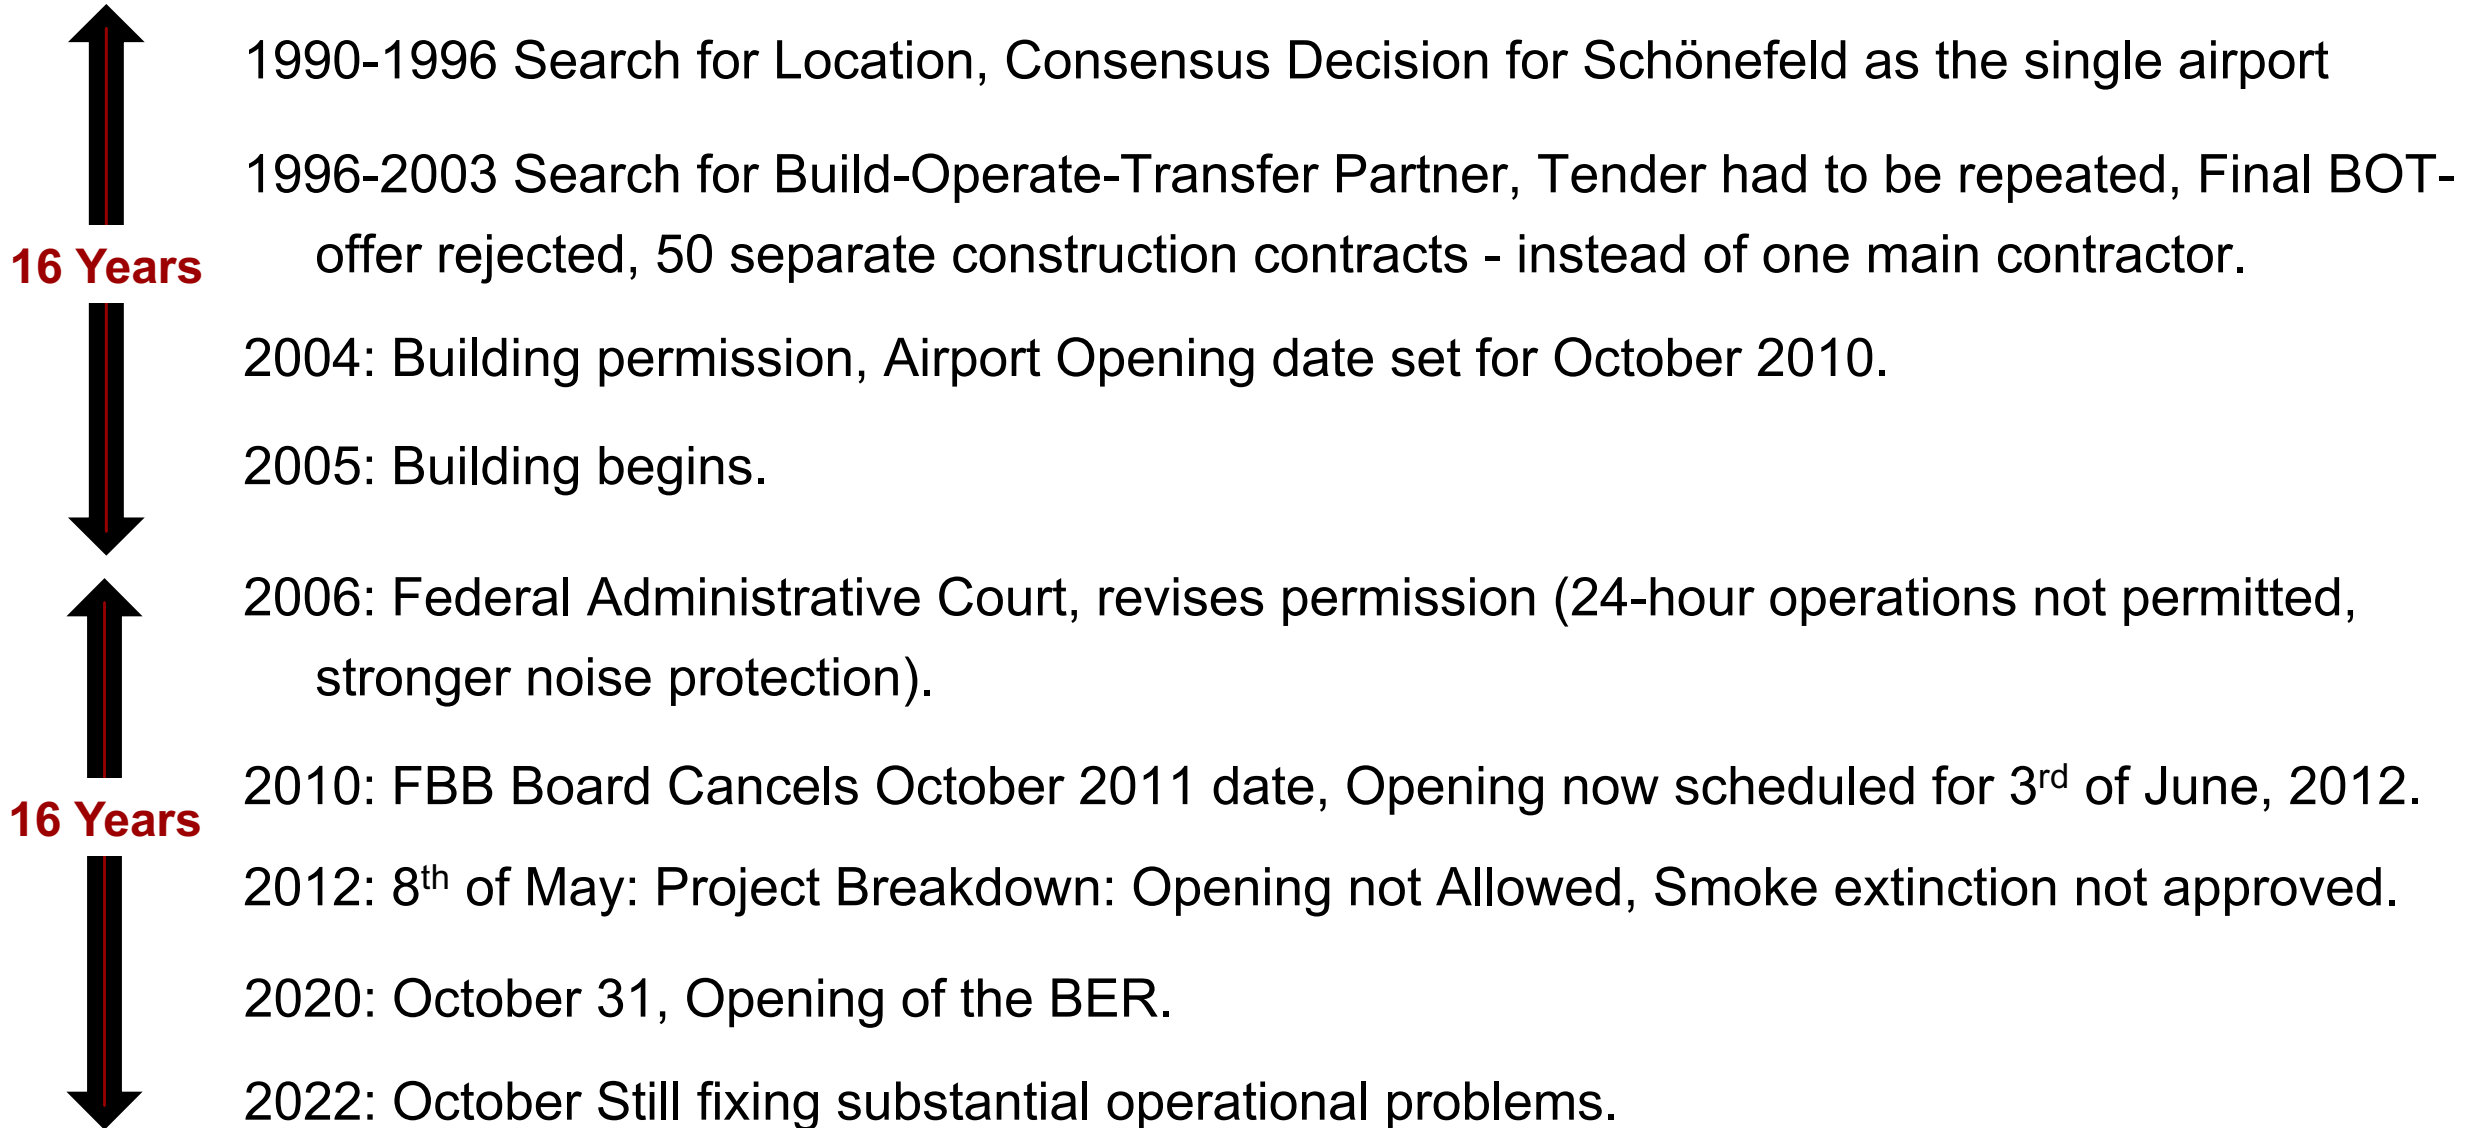 1990-1996 Search for Location, Consensus Decision for Schönefeld as the single airport
1996-2003 Search for Build-Operate-Transfer Partner, Tender had to be repeated, Final BOT-
offer rejected, 50 separate construction contracts - instead of one main contractor.
16 Years
2004: Building permission, Airport Opening date set for October 2010.
2005: Building begins.
2006: Federal Administrative Court, revises permission (24-hour operations not permitted,
stronger noise protection).
2010: FBB Board Cancels October 2011 date, Opening now scheduled for 3rd of June, 2012.
16 Years
2012: 8th of May: Project Breakdown: Opening not Allowed, Smoke extinction not approved.
2020: October 31, Opening of the BER.
2022: October Still fixing substantial operational problems.